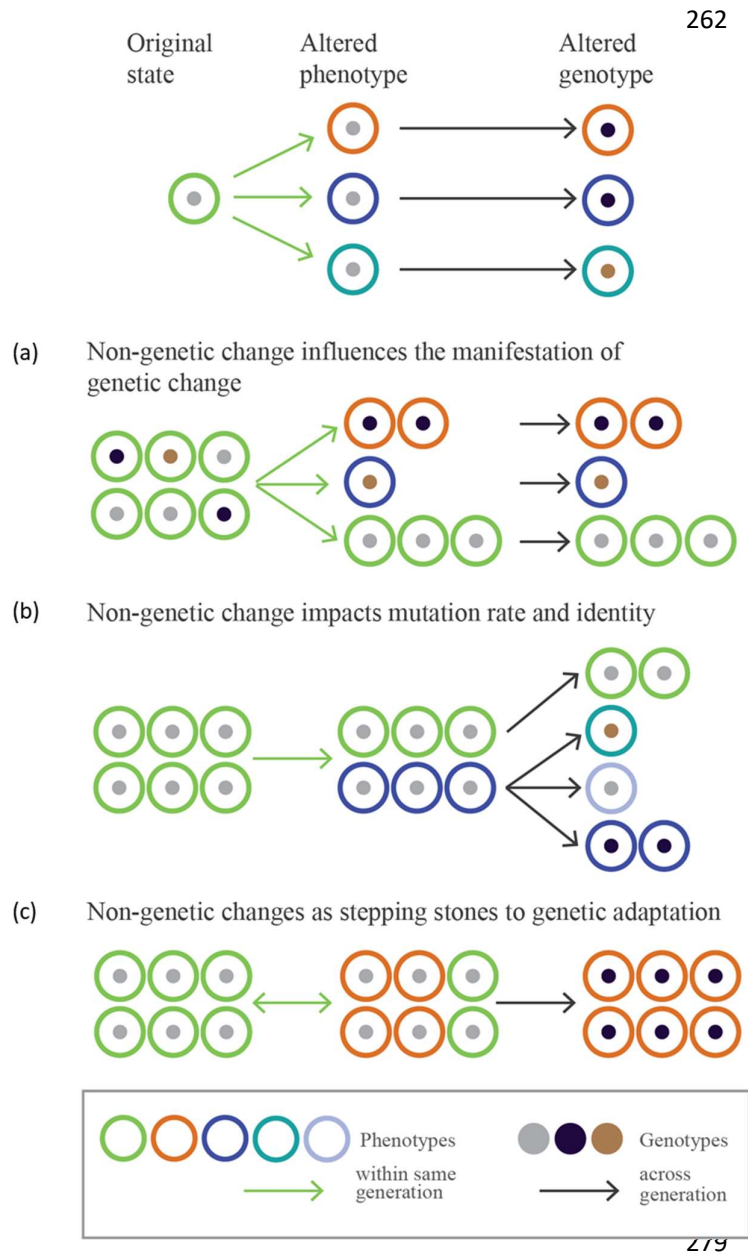 262
Original
state
Altered
phenotype
Altered
genotype
(a) Non-genetic change influences the manifestation of
genetic change
(b) Non-genetic change impacts mutation rate and identity
(c) Non-genetic changes as stepping stones to genetic adaptation
Phenotypes
Genotypes
within same
generation
across
generation
279